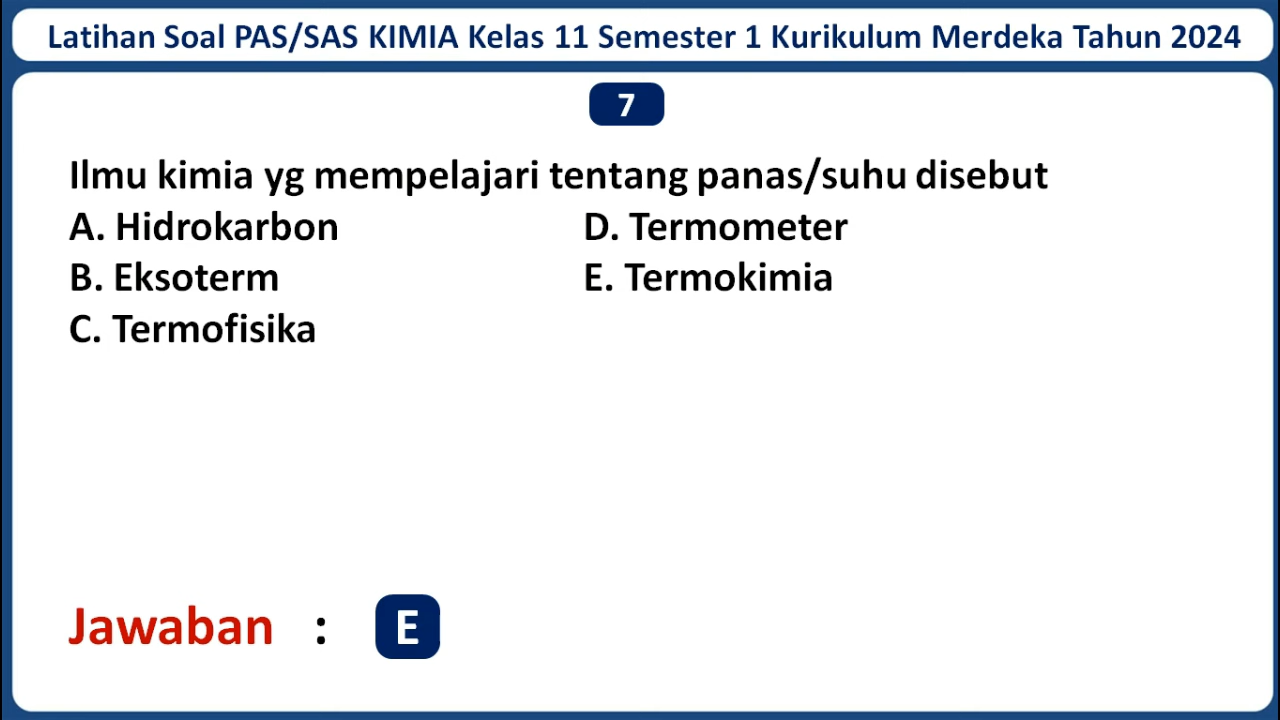 Latihan Soal PAS/SAS KIMIA Kelas 11 Semester 1 Kurikulum Merdeka Tahun 2024
7
Ilmu kimia yg mempelajari tentang panas/suhu disebut
A. Hidrokarbon
B. Eksoterm
C. Termofisika
D. Termometer
E. Termokimia
Jawaban : E